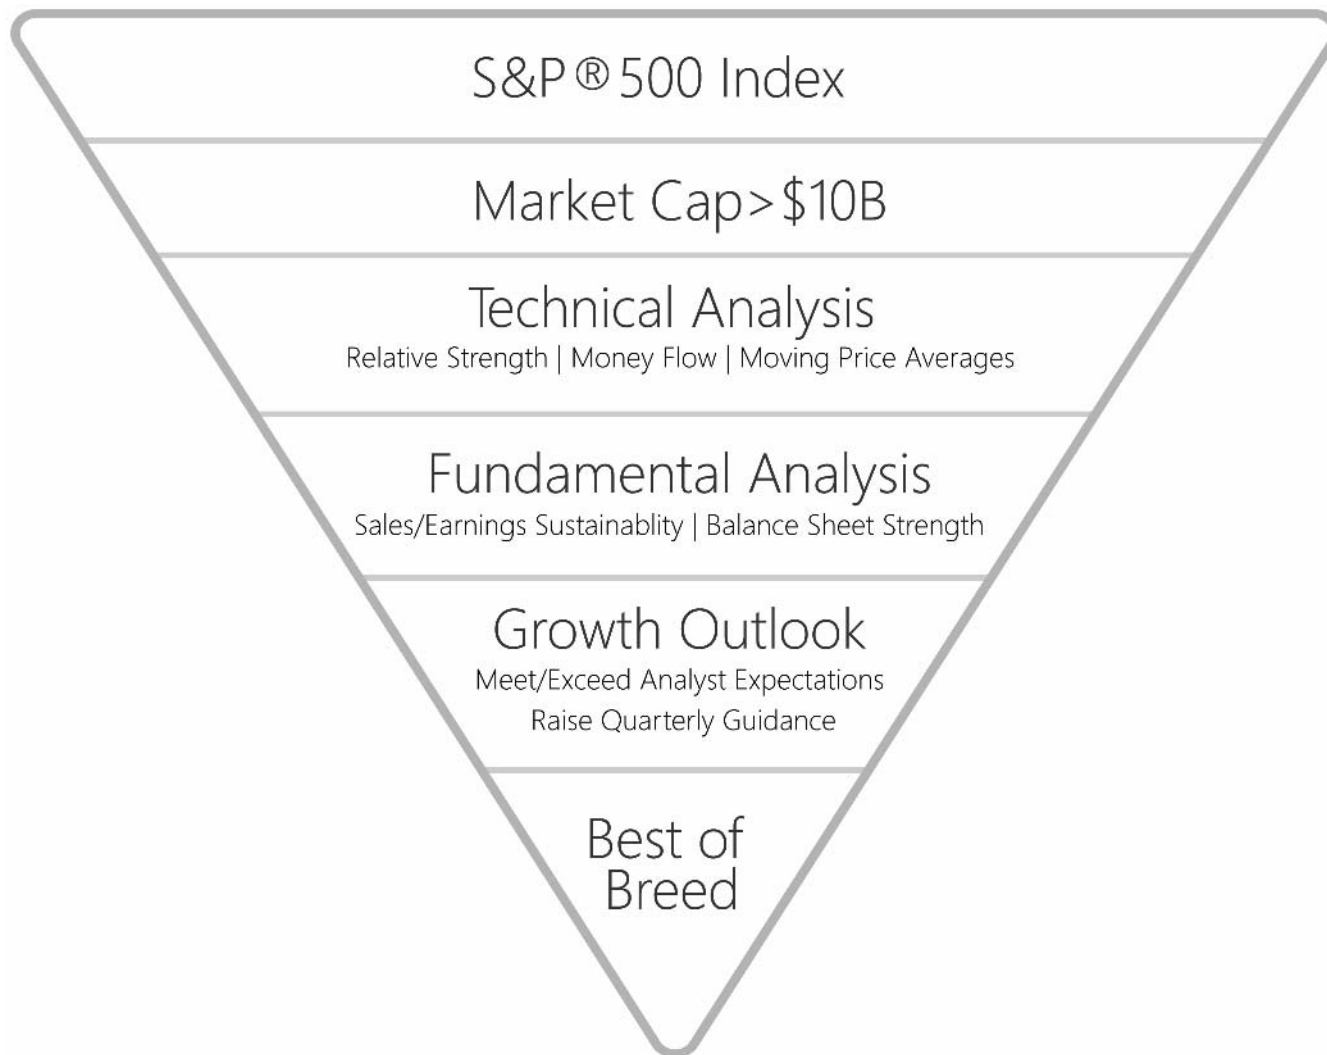 S&P® 500 Index
Market Cap>$10B
Technical Analysis
Relative Strength | Money Flow | Moving Price Averages
Fundamental Analysis
Sales/Earnings Sustainablity | Balance Sheet Strength
Growth Outlook
Meet/Exceed Analyst Expectations
Raise Quarterly Guidance
Best of
Breed